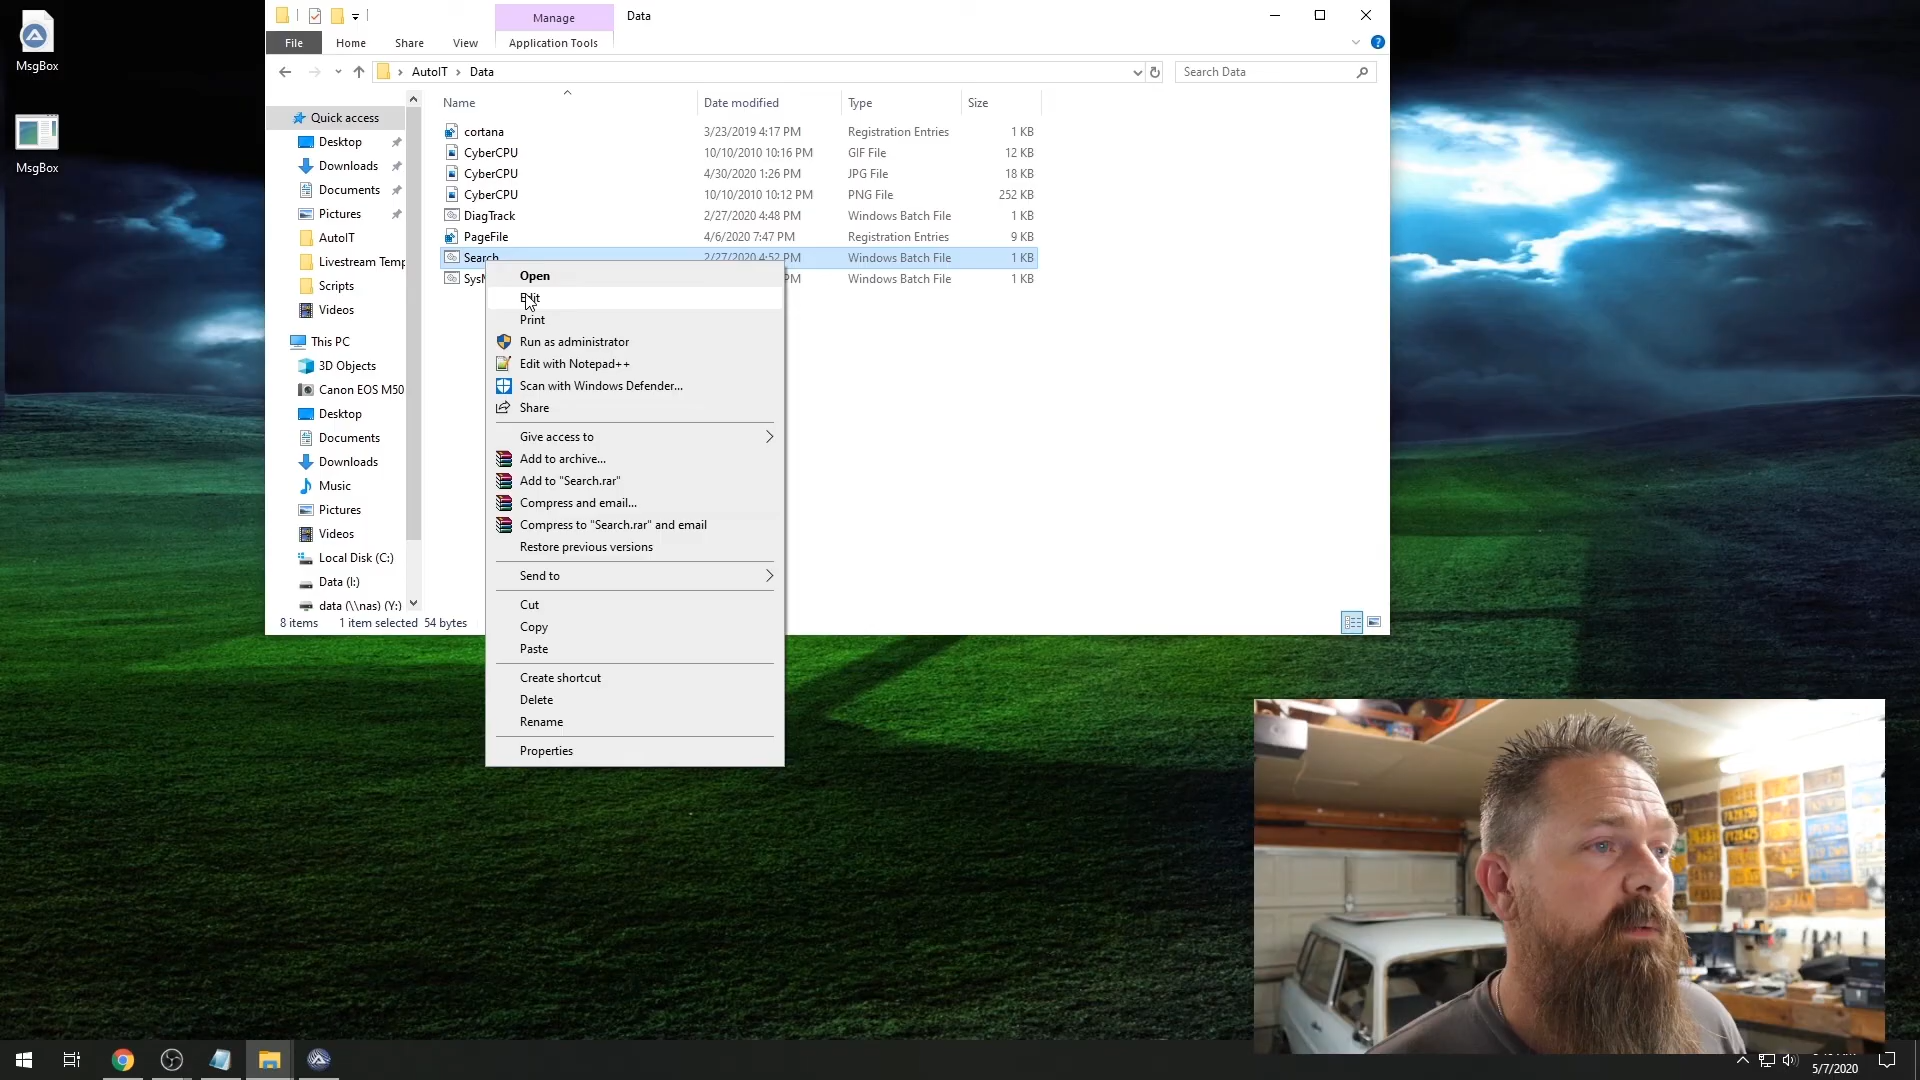 MsgBox
MsgBox
Manage
Data
File
Home
Share
View
Application Tools
AutoIT
Data
Search Data
Name
Date modified
Type
Size
Quick access
Desktop
Downloads
Documents
Pictures
AutoIT
Livestream Temp
Scripts
Videos
This PC
3D Objects
Canon EOS M50
Desktop
Documents
Downloads
Music
Pictures
Videos
Local Disk (C:)
Data (I:)
data (\\nas) (Y:)
cortana 3/23/2019 4:17 PM Registration Entries 1 KB
CyberCPU 10/10/2010 10:16 PM GIF File 12 KB
CyberCPU 4/30/2020 1:26 PM JPG File 18 KB
CyberCPU 10/10/2010 10:12 PM PNG File 252 KB
DiagTrack 2/27/2020 4:48 PM Windows Batch File 1 KB
PageFile 4/6/2020 7:47 PM Registration Entries 9 KB
Search 2/27/2020 4:52 PM Windows Batch File 1 KB
PM Windows Batch File 1 KB
Open
Edit
Print
Run as administrator
Edit with Notepad++
Scan with Windows Defender...
Share
Give access to
Add to archive...
Add to "Search.rar"
Compress and email...
Compress to "Search.rar" and email
Restore previous versions
Send to
Cut
Copy
Paste
Create shortcut
Delete
Rename
Properties
8 items 1 item selected 54 bytes
5/7/2020